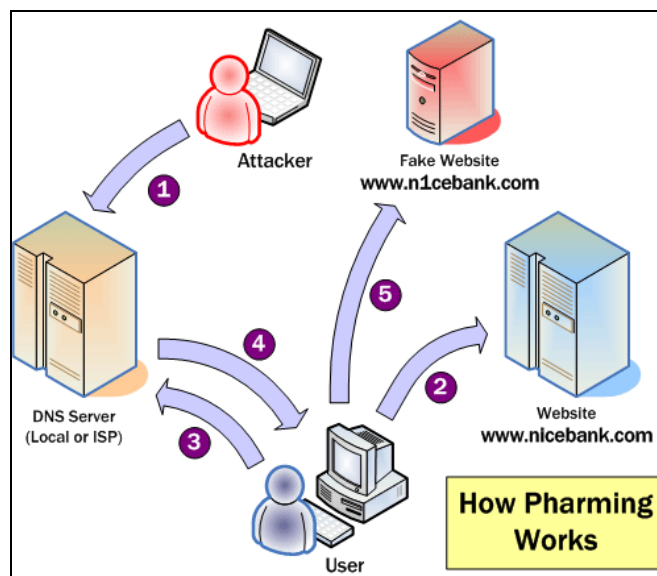 Attacker
Fake Website
www.n1cebank.com
1
5
4
2
DNS Server
(Local or ISP)
3
Website
www.nicebank.com
User
How Pharming
Works